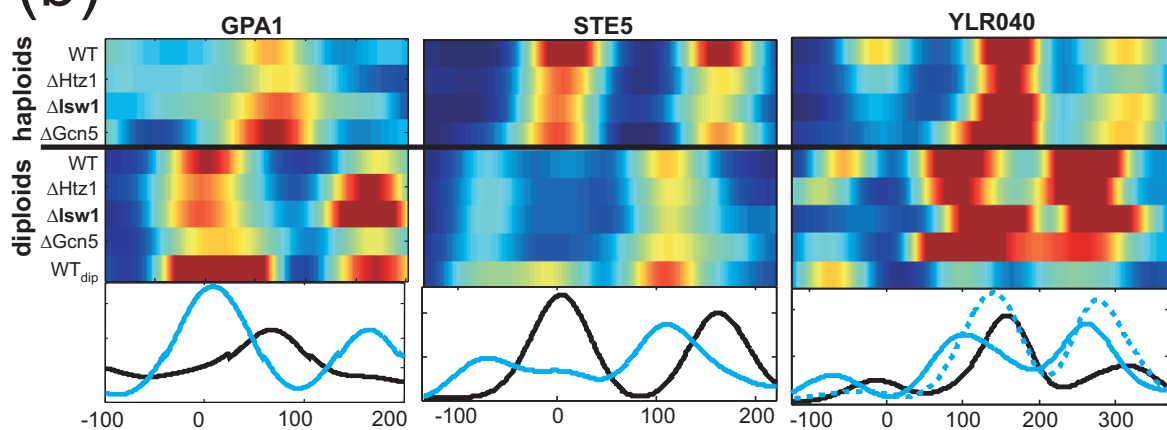 (b)
GPA1 STE5 YLR040
haploids
WT
ΔHtz1
ΔIsw1
ΔGcn5
diploids
WT
ΔHtz1
ΔIsw1
ΔGcn5
WTdip
-100 0 100 200 -100 0 100 200 -100 0 100 200 300